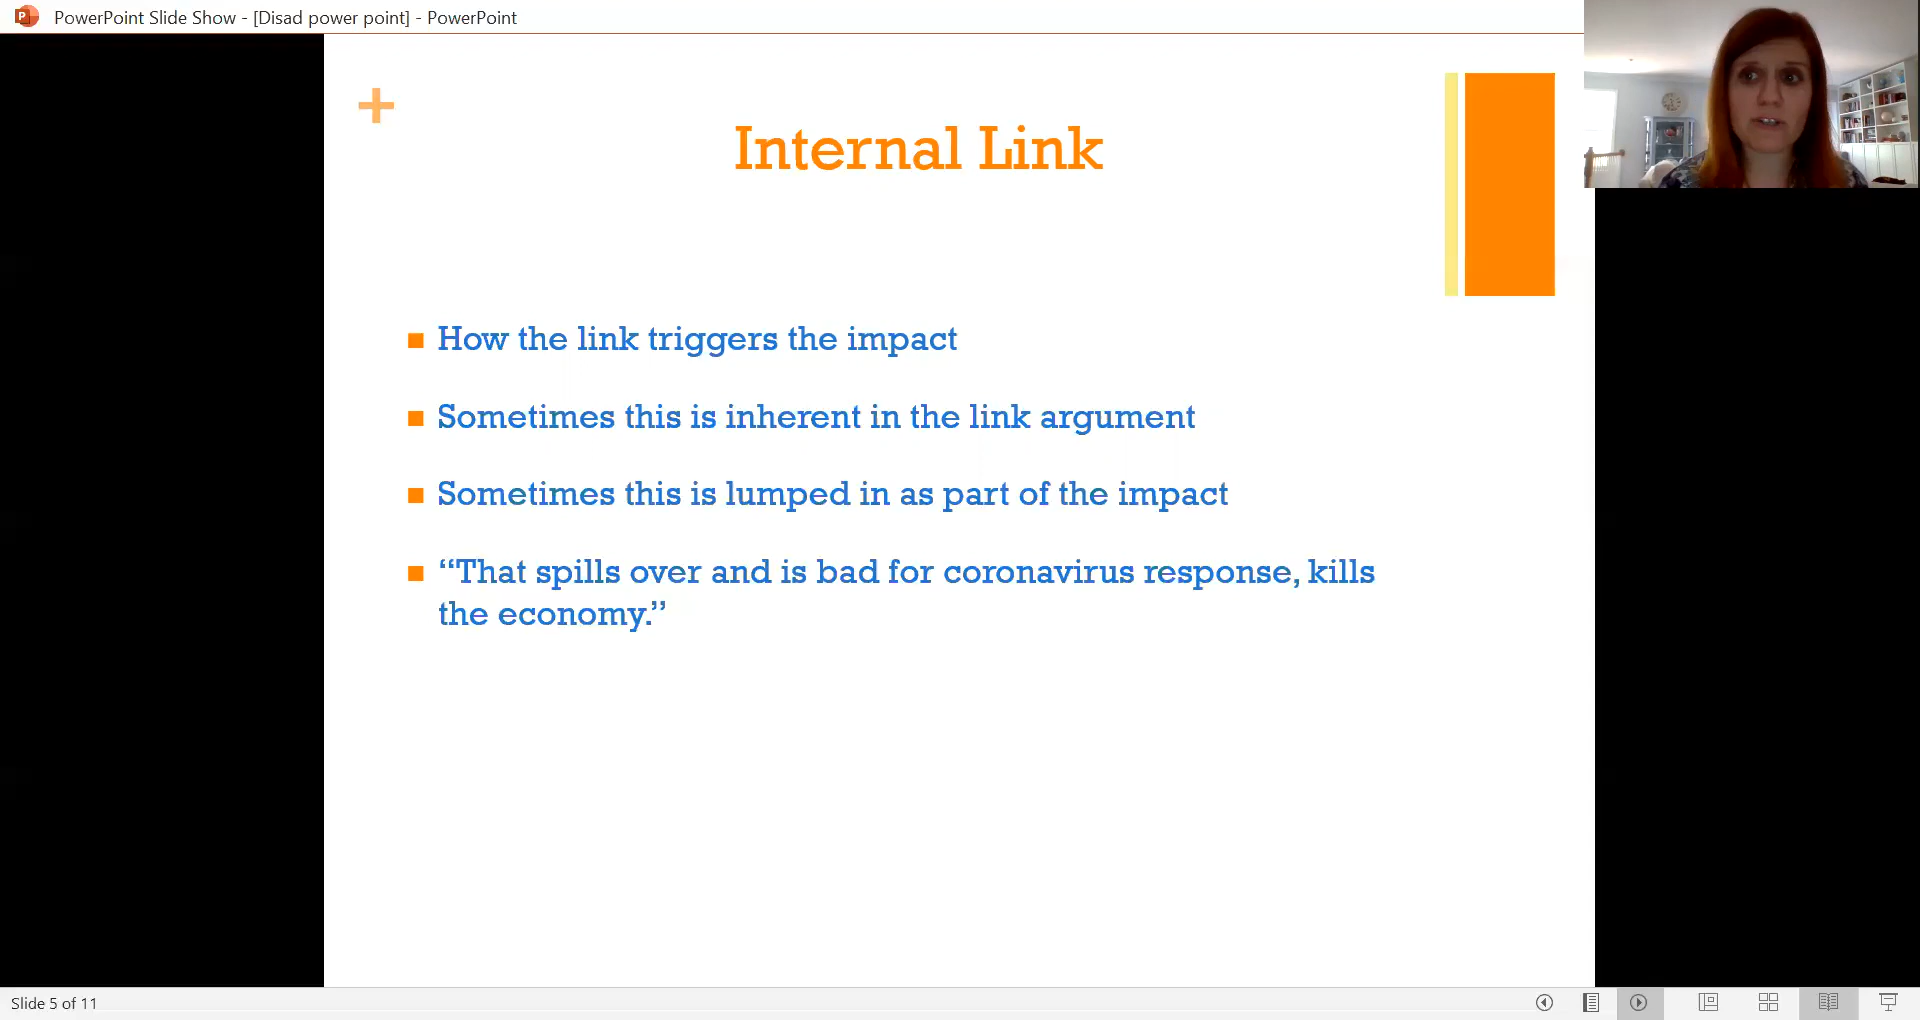 PowerPoint Slide Show - [Disad power point] - PowerPoint
+
Internal Link
How the link triggers the impact
Sometimes this is inherent in the link argument
Sometimes this is lumped in as part of the impact
“That spills over and is bad for coronavirus response, kills
the economy.”
Slide 5 of 11